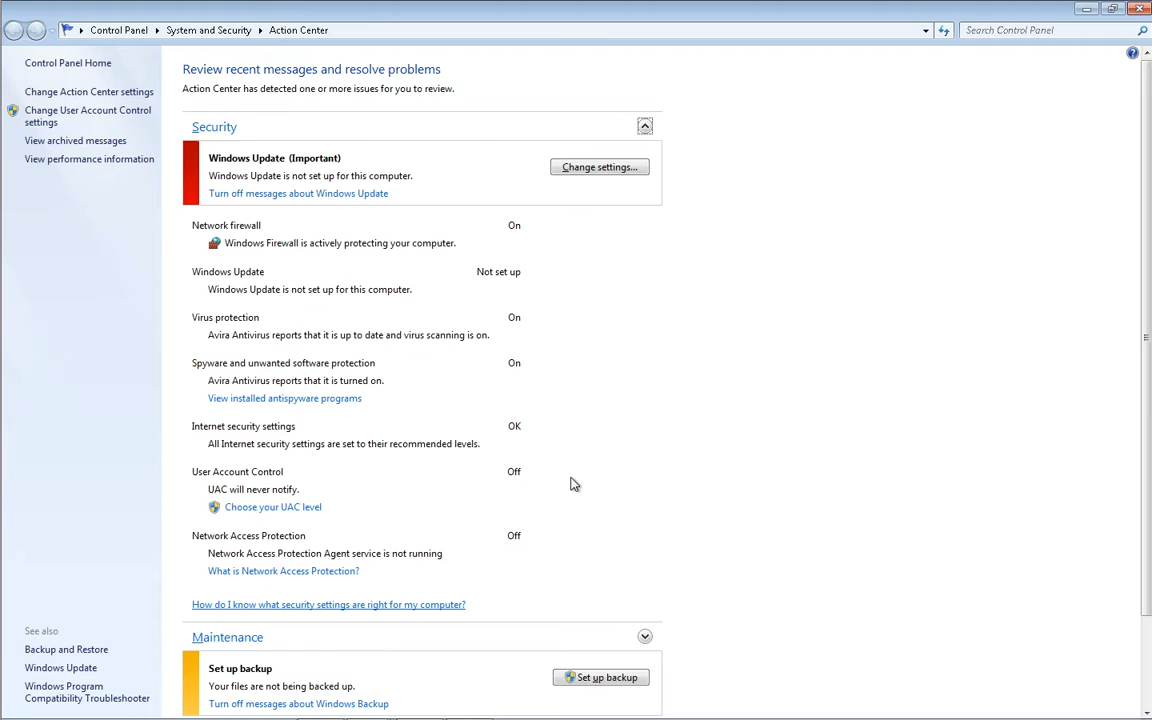 Control Panel
System and Security
Action Center
Search Control Panel
Control Panel Home
Change Action Center settings
Change User Account Control
settings
View archived messages
View performance information
See also
Backup and Restore
Windows Update
Windows Program
Compatibility Troubleshooter
Review recent messages and resolve problems
Action Center has detected one or more issues for you to review.
Security
Windows Update (Important)
Change settings...
Windows Update is not set up for this computer.
Turn off messages about Windows Update
Network firewall On
Windows Firewall is actively protecting your computer.
Windows Update Not set up
Windows Update is not set up for this computer.
Virus protection On
Avira Antivirus reports that it is up to date and virus scanning is on.
Spyware and unwanted software protection On
Avira Antivirus reports that it is turned on.
View installed antispyware programs
Internet security settings OK
All Internet security settings are set to their recommended levels.
User Account Control Off
UAC will never notify.
Choose your UAC level
Network Access Protection Off
Network Access Protection Agent service is not running
What is Network Access Protection?
How do I know what security settings are right for my computer?
Maintenance
Set up backup
Set up backup
Your files are not being backed up.
Turn off messages about Windows Backup